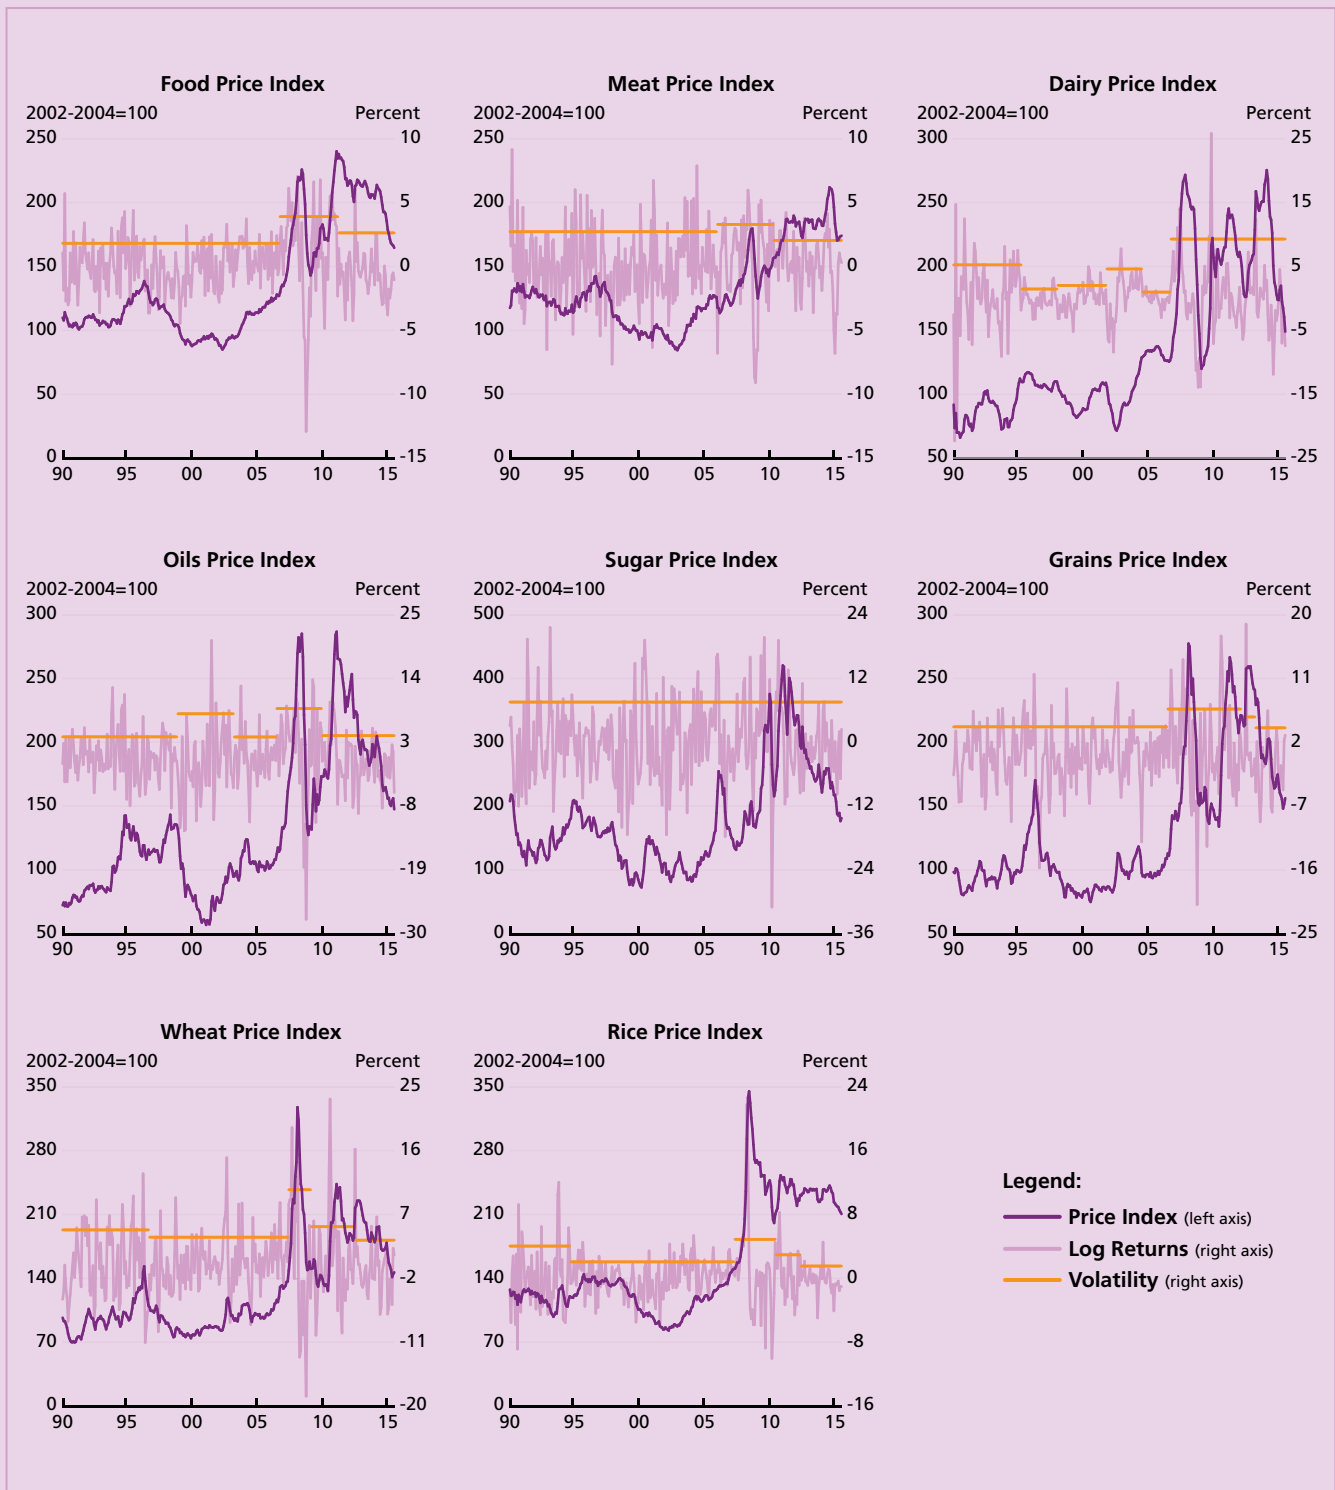 Food Price Index
2002-2004=100 Percent
250 10
200 5
150 0
100 -5
50 -10
0 -15
90 95 00 05 10 15
Meat Price Index
2002-2004=100 Percent
250 10
200 5
150 0
100 -5
50 -10
0 -15
90 95 00 05 10 15
Dairy Price Index
2002-2004=100 Percent
300 25
250 15
200 5
150 -5
100 -15
50 -25
90 95 00 05 10 15
Oils Price Index
2002-2004=100 Percent
300 25
250 14
200 3
150 -8
100 -19
50 -30
90 95 00 05 10 15
Sugar Price Index
2002-2004=100 Percent
500 24
400 12
300 0
200 -12
100 -24
0 -36
90 95 00 05 10 15
Grains Price Index
2002-2004=100 Percent
300 20
250 11
200 2
150 -7
100 -16
50 -25
90 95 00 05 10 15
Wheat Price Index
2002-2004=100 Percent
350 25
280 16
210 7
140 -2
70 -11
0 -20
90 95 00 05 10 15
Rice Price Index
2002-2004=100 Percent
350 24
280 16
210 8
140 0
70 -8
0 -16
90 95 00 05 10 15
Legend:
Price Index (left axis)
Log Returns (right axis)
Volatility (right axis)